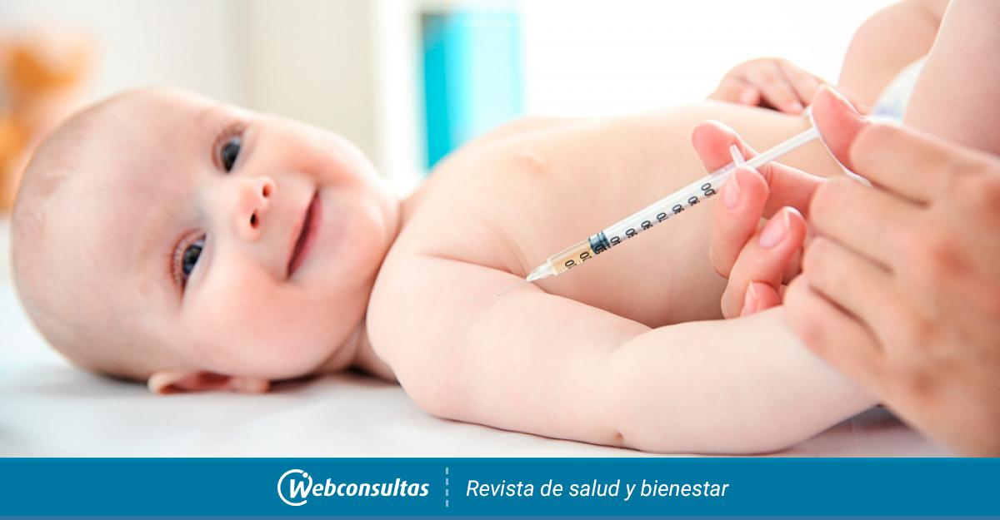 Webconsultas
Revista de salud y bienestar